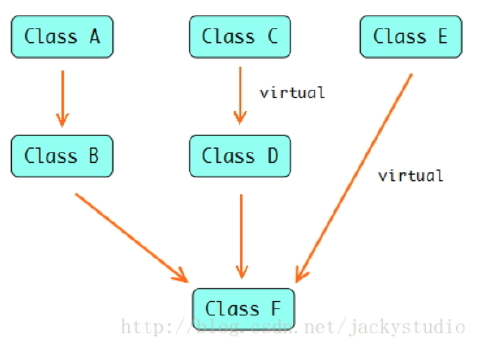 Class A Class C Class E
virtual
Class B Class D
virtual
Class F
http://blog.csdn.net/jackystudio